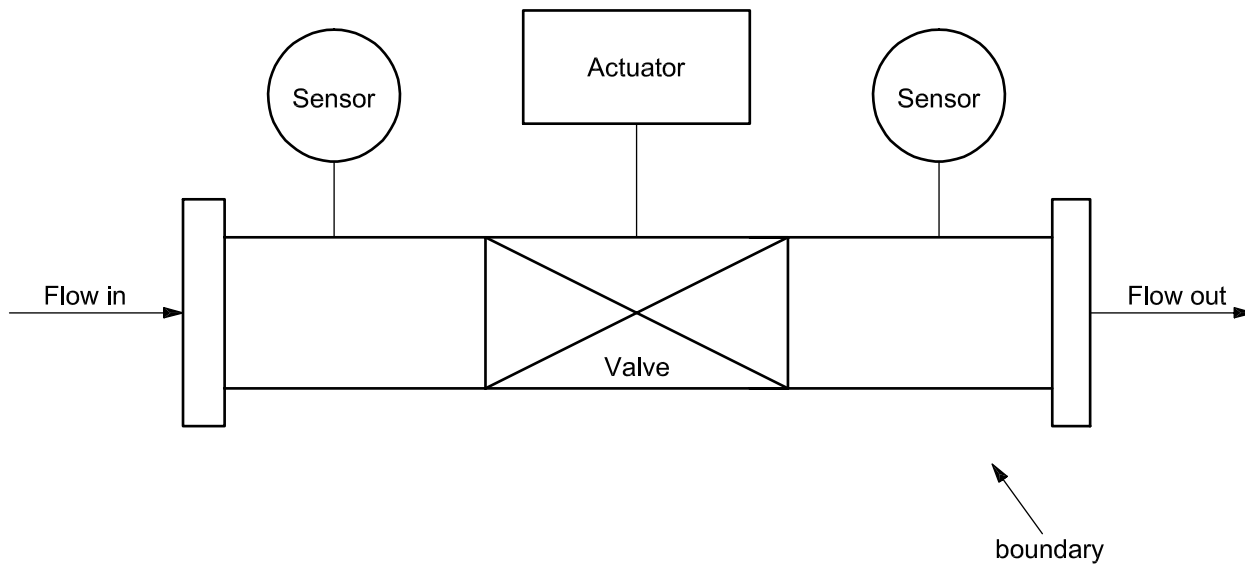 Sensor
Actuator
Sensor
Flow in
Flow out
Valve
boundary